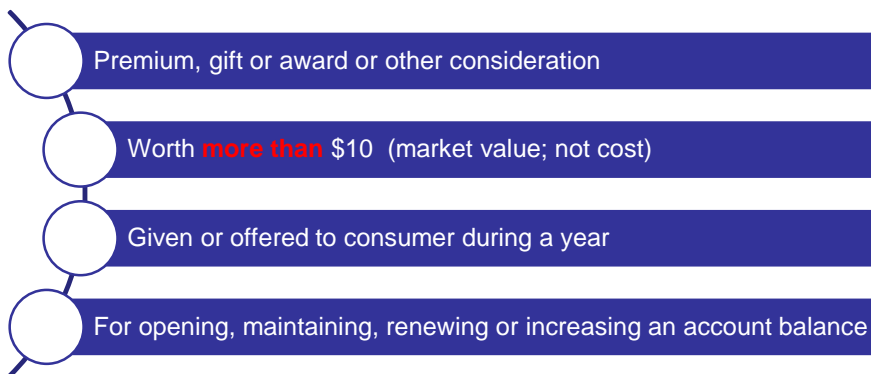 Premium, gift or award or other consideration
Worth more than $10 (market value; not cost)
Given or offered to consumer during a year
For opening, maintaining, renewing or increasing an account balance